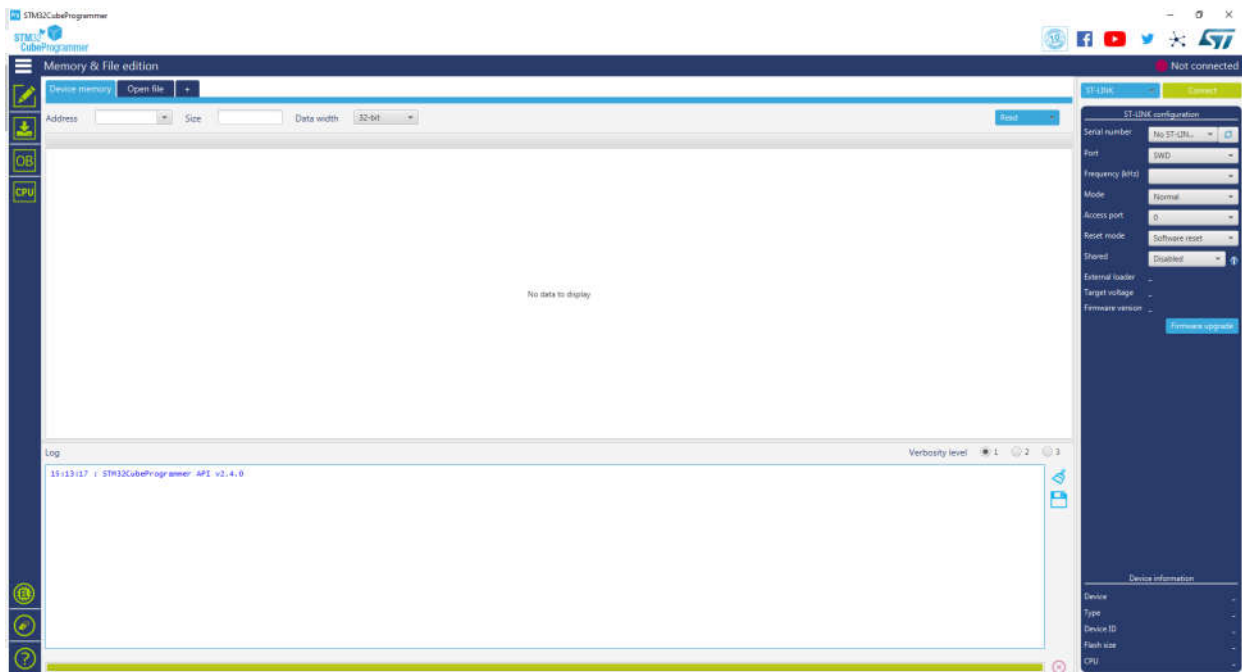 STM32CubeProgrammer
STM32
CubeProgrammer
19
Memory & File edition
Not connected
Device memory Open file +
ST-LINK Connect
Address Size Data width 32-bit Read
ST-LINK configuration
Serial number No ST-LIN...
Port SWD
Frequency (kHz)
Mode Normal
Access port 0
Reset mode Software reset
Shared Disabled
External loader -
Target voltage -
Firmware version -
Firmware upgrade
OB
CPU
No data to display
Log Verbosity level 1 2 3
15:13:17 : STM32CubeProgrammer API v2.4.0
Device information
Device -
Type -
Device ID -
Flash size -
CPU -